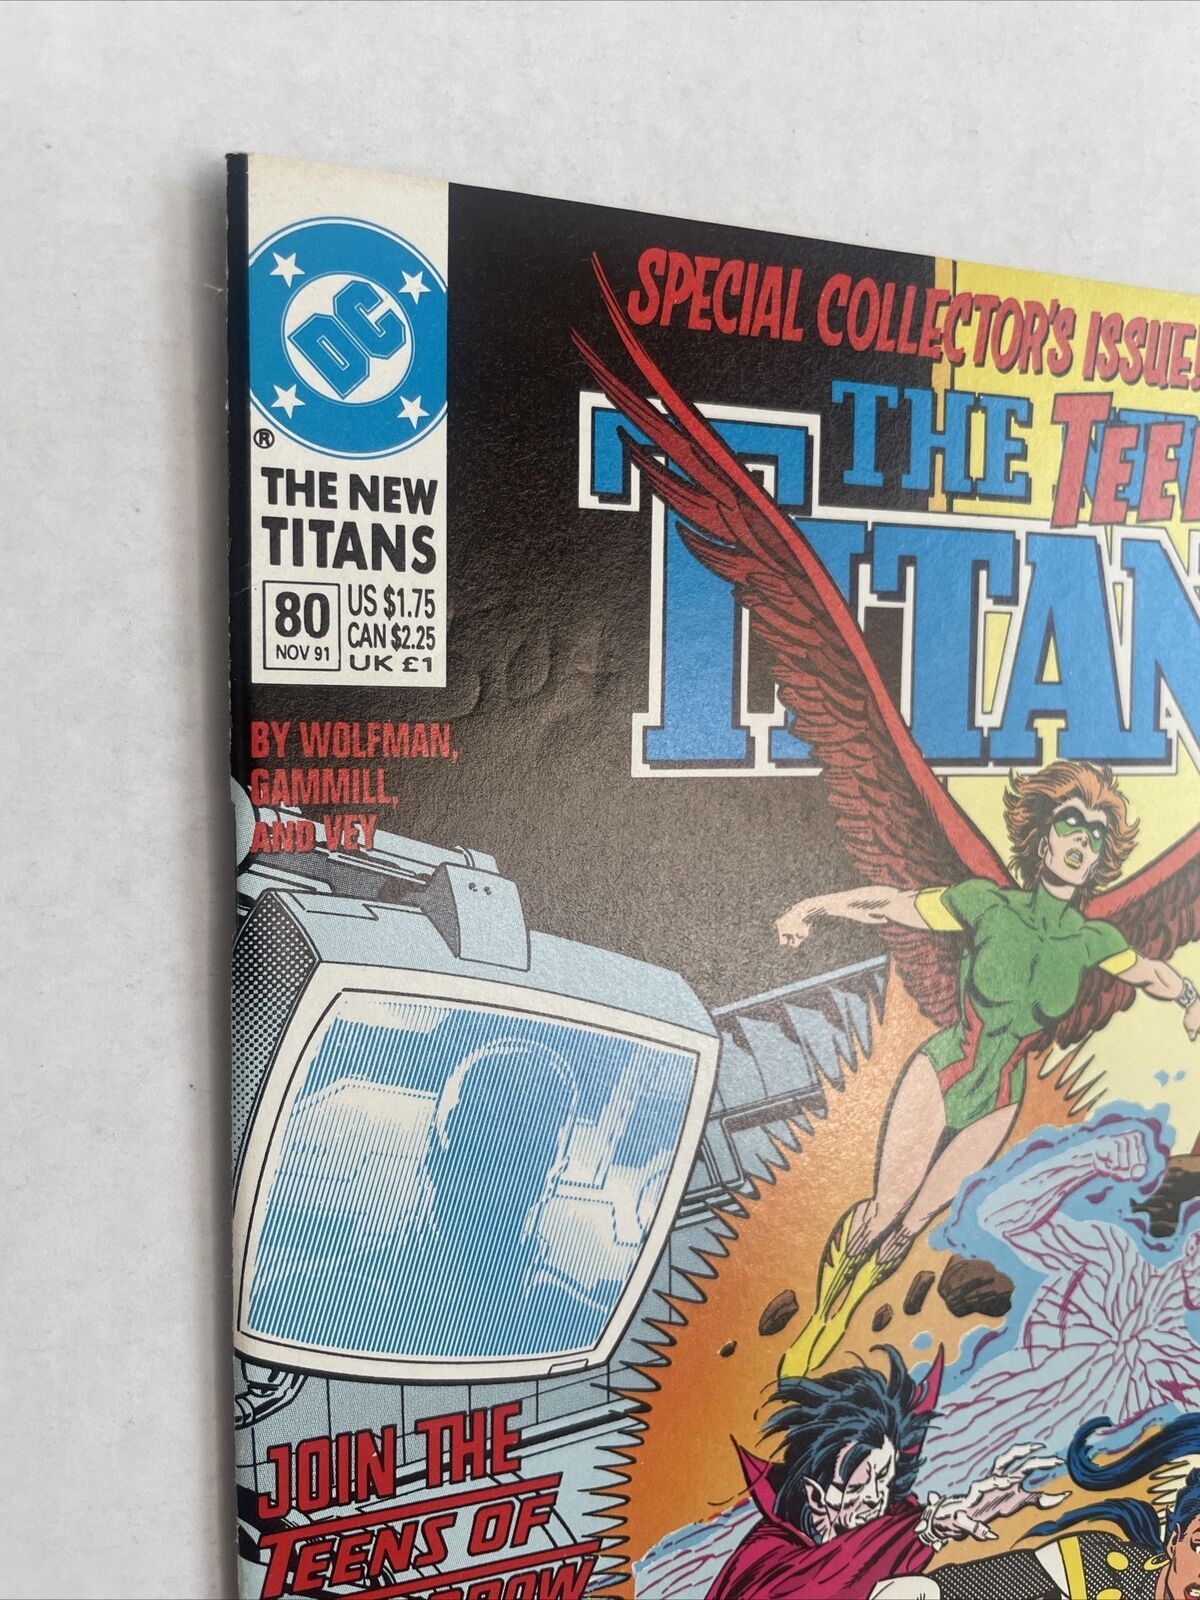 DC
®
THE NEW
TITANS
80
NOV 91
US $1.75
CAN $2.25
UK £1
BY WOLFMAN,
GAMMILL,
AND VEY
SPECIAL COLLECTOR'S ISSUE!
THE TEE
TITAN
JOIN THE
TEENS OF